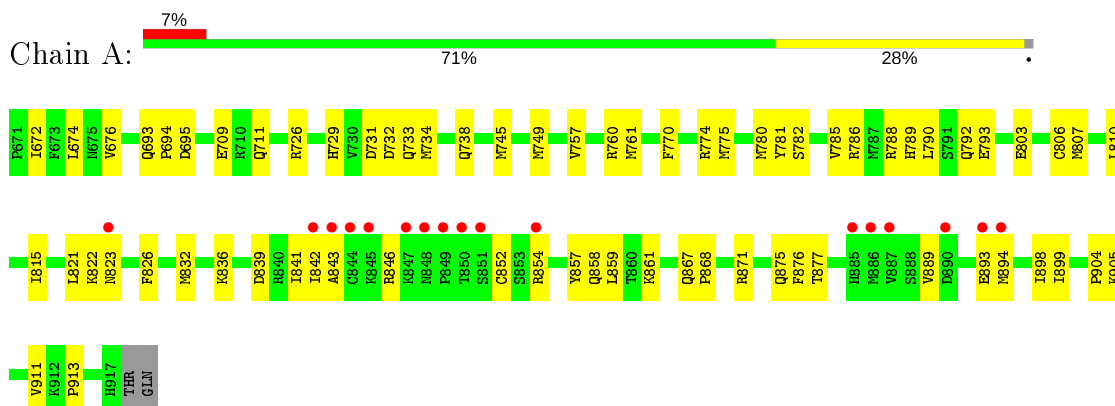 7%
Chain A:
71% 28% •
P671 I672 F673 L674 N675 V676 Q693 P694 D695 E709 R710 Q711 R726 H729 V730 D731 D732 Q733 M734 Q738 M745 M749 V757 R760 M761 F770 R774 M775 M780 Y781 S782 V785 R786 M787 R788 H789 L790 S791 Q792 E793 E803 C806 M807 L810
I815 L821 K822 N823 F826 M832 K836 D839 R840 I841 I842 A843 C844 K845 R846 K847 N848 P849 T850 S851 C852 S853 R854 Y857 Q858 L859 T860 K861 Q867 P868 R871 Q875 F876 T877 H885 M886 V887 S888 V889 D890 E893 M894 I898 I899 P904
V911 K912 P913 H917 THR GLN